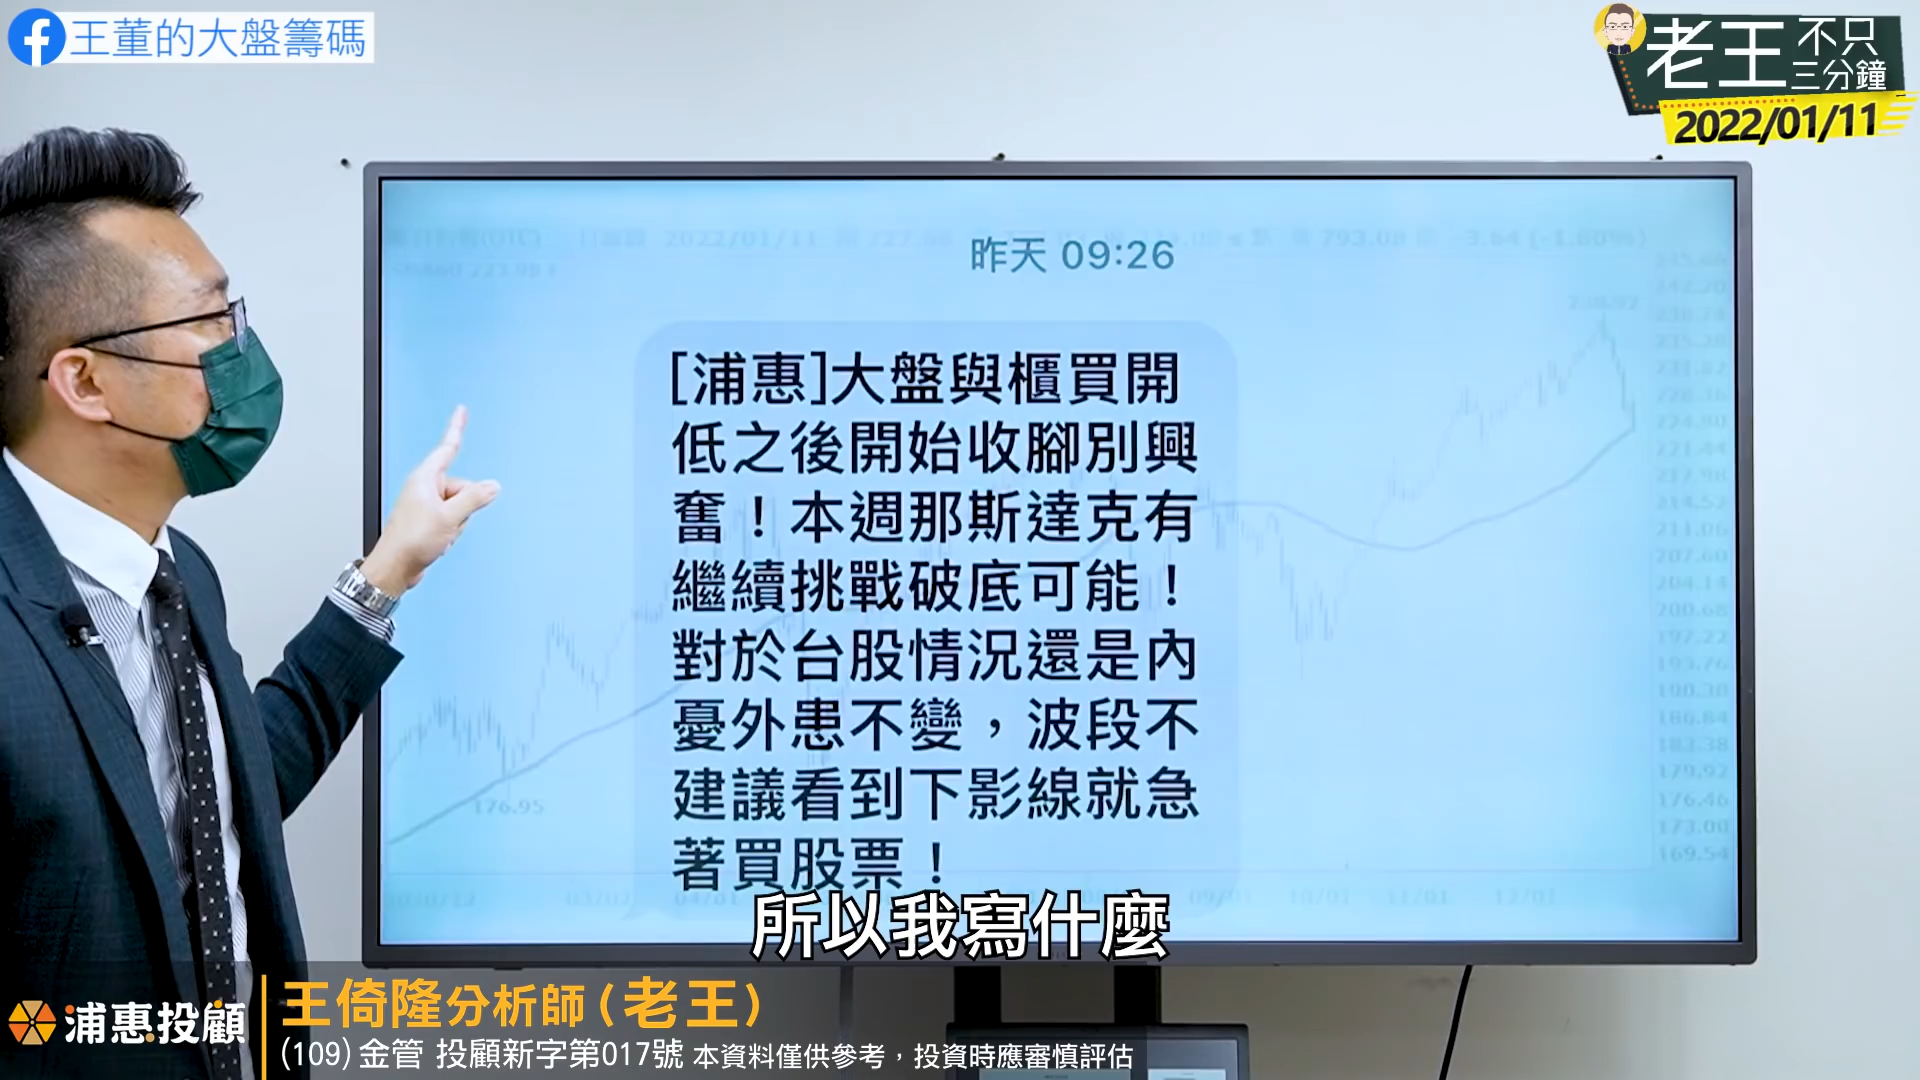 王董的大盤籌碼
老王不只三分鐘
2022/01/11
昨天 09:26
[浦惠]大盤與櫃買開
低之後開始收腳別興
奮！本週那斯達克有
繼續挑戰破底可能！
對於台股情況還是內
憂外患不變，波段不
建議看到下影線就急
著買股票！
176.95
所以我寫什麼
浦惠投顧
王倚隆分析師(老王)
(109)金管 投顧新字第017號 本資料僅供參考，投資時應審慎評估